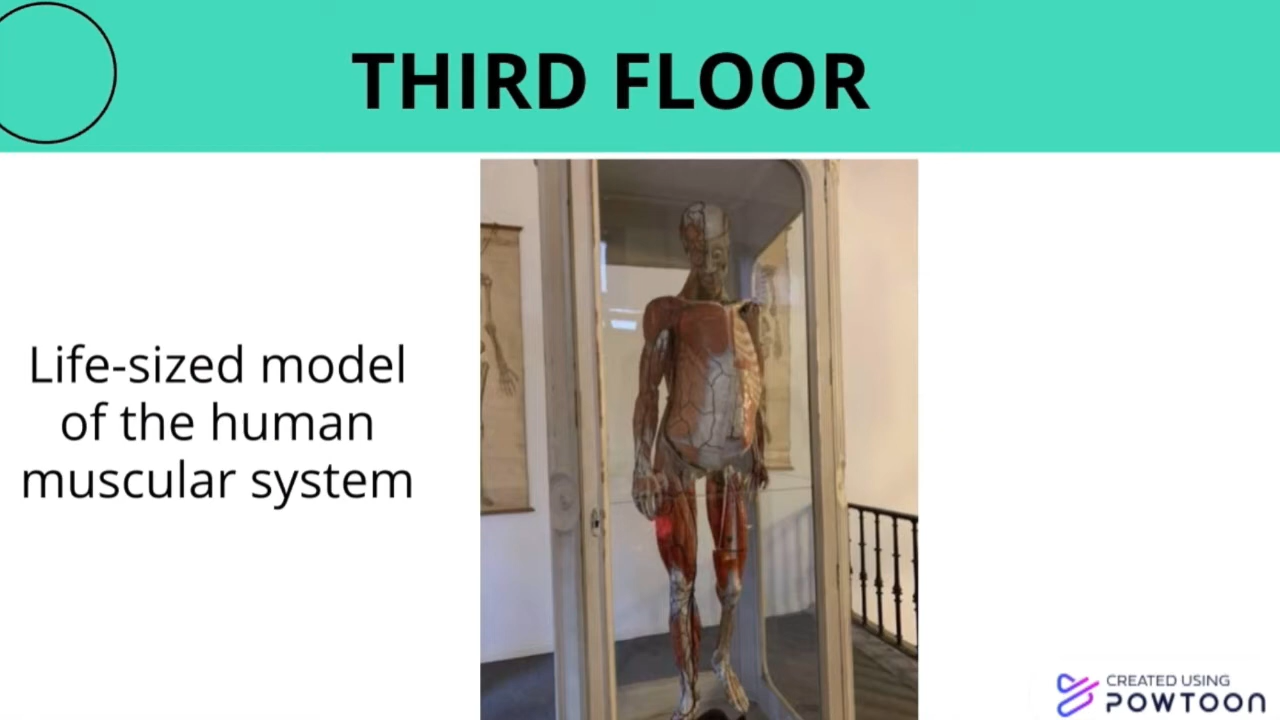 THIRD FLOOR
Life-sized model
of the human
muscular system
CREATED USING
POWTOON